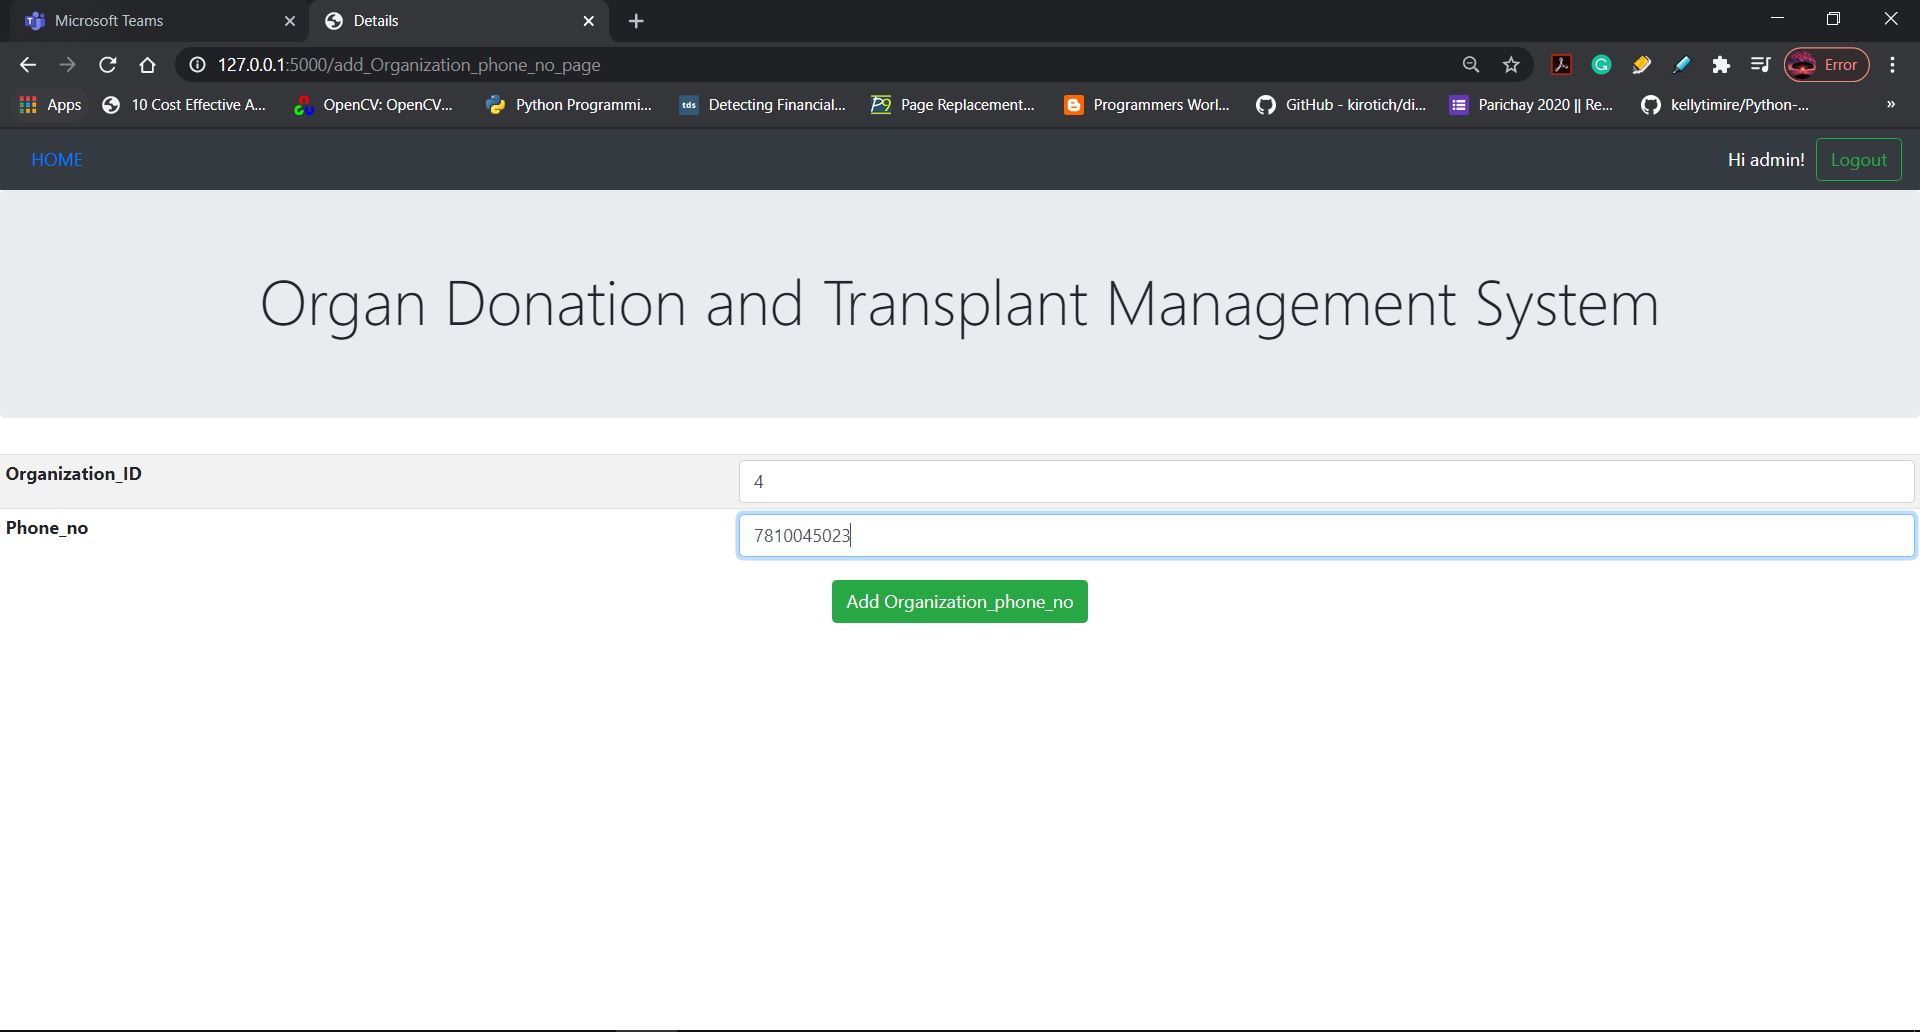 Microsoft Teams
Details
127.0.0.1:5000/add_Organization_phone_no_page
Error
Apps
10 Cost Effective A...
OpenCV: OpenCV...
Python Programmi...
tds
Detecting Financial...
P9
Page Replacement...
Programmers Worl...
GitHub - kirotich/di...
Parichay 2020 || Re...
kellytimire/Python-...
»
HOME
Hi admin!
Logout
Organ Donation and Transplant Management System
Organization_ID
4
Phone_no
7810045023
Add Organization_phone_no